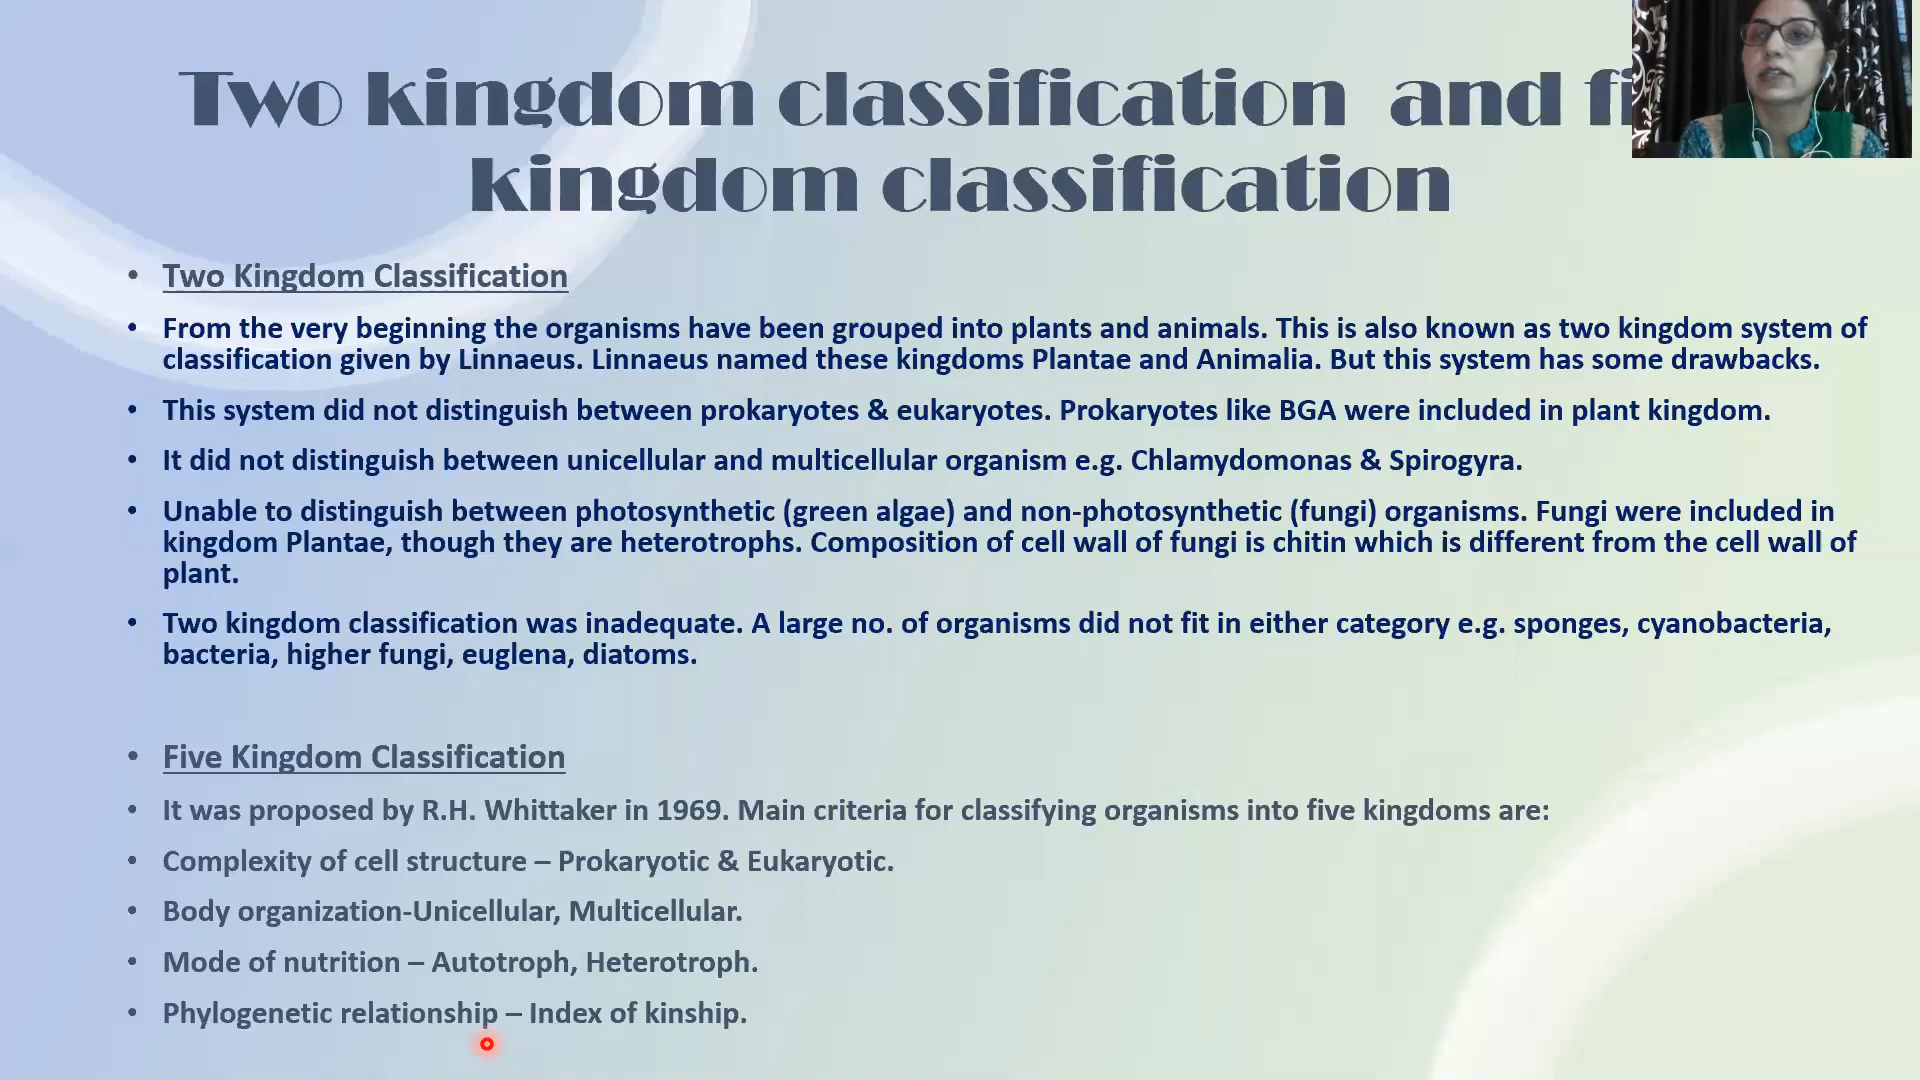 Two kingdom classification and fi
kingdom classification
• Two Kingdom Classification
• From the very beginning the organisms have been grouped into plants and animals. This is also known as two kingdom system of
classification given by Linnaeus. Linnaeus named these kingdoms Plantae and Animalia. But this system has some drawbacks.
• This system did not distinguish between prokaryotes & eukaryotes. Prokaryotes like BGA were included in plant kingdom.
• It did not distinguish between unicellular and multicellular organism e.g. Chlamydomonas & Spirogyra.
• Unable to distinguish between photosynthetic (green algae) and non-photosynthetic (fungi) organisms. Fungi were included in
kingdom Plantae, though they are heterotrophs. Composition of cell wall of fungi is chitin which is different from the cell wall of
plant.
• Two kingdom classification was inadequate. A large no. of organisms did not fit in either category e.g. sponges, cyanobacteria,
bacteria, higher fungi, euglena, diatoms.
• Five Kingdom Classification
• It was proposed by R.H. Whittaker in 1969. Main criteria for classifying organisms into five kingdoms are:
• Complexity of cell structure – Prokaryotic & Eukaryotic.
• Body organization-Unicellular, Multicellular.
• Mode of nutrition – Autotroph, Heterotroph.
• Phylogenetic relationship – Index of kinship.